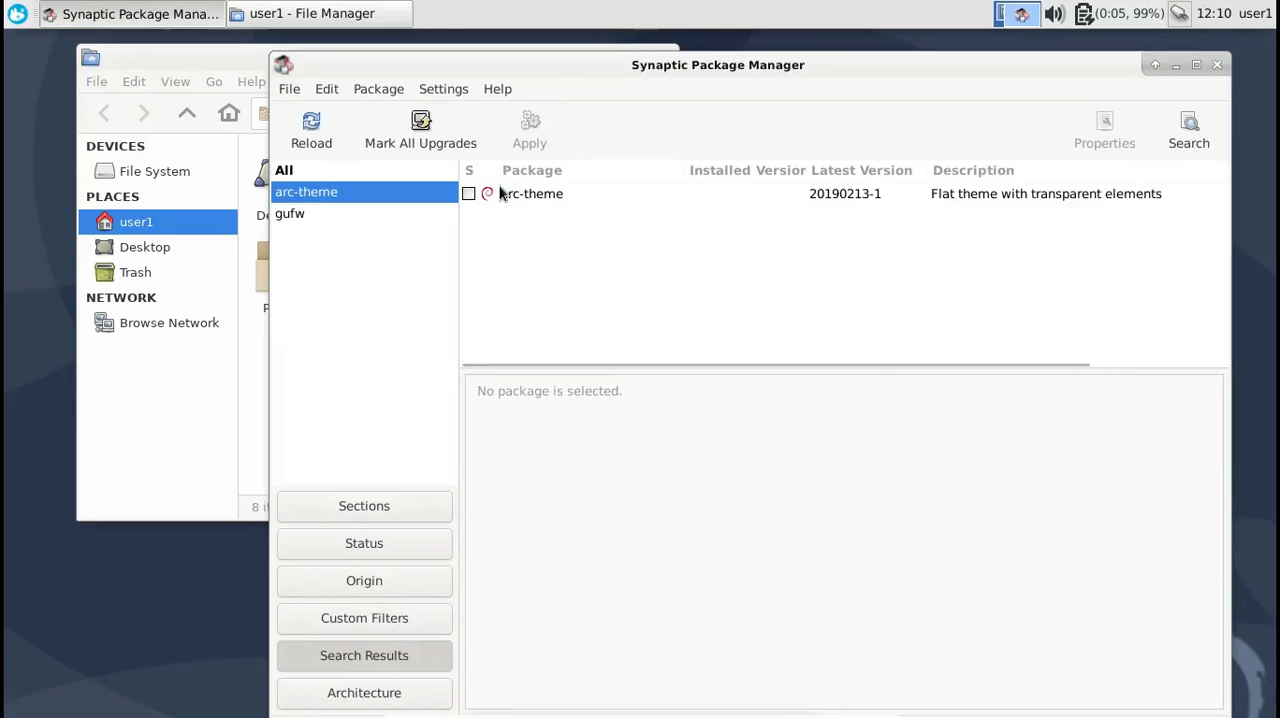 Synaptic Package Mana...
user1 - File Manager
(0:05, 99%)
12:10 user1
File Edit View Go Help
DEVICES
File System
PLACES
user1
Desktop
Trash
NETWORK
Browse Network
Synaptic Package Manager
File Edit Package Settings Help
Reload
Mark All Upgrades
Apply
Properties
Search
All
arc-theme
gufw
S Package Installed Version Latest Version Description
arc-theme 20190213-1 Flat theme with transparent elements
No package is selected.
Sections
Status
Origin
Custom Filters
Search Results
Architecture